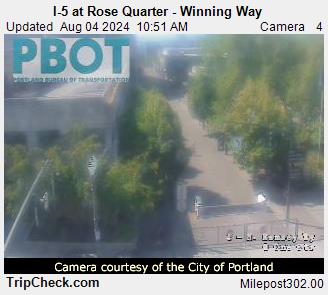 I-5 at Rose Quarter - Winning Way
Updated Aug 04 2024 10:51 AM Camera 4
PBOT
PORTLAND BUREAU OF TRANSPORTATION
Camera courtesy of the City of Portland
TripCheck.com Milepost302.00